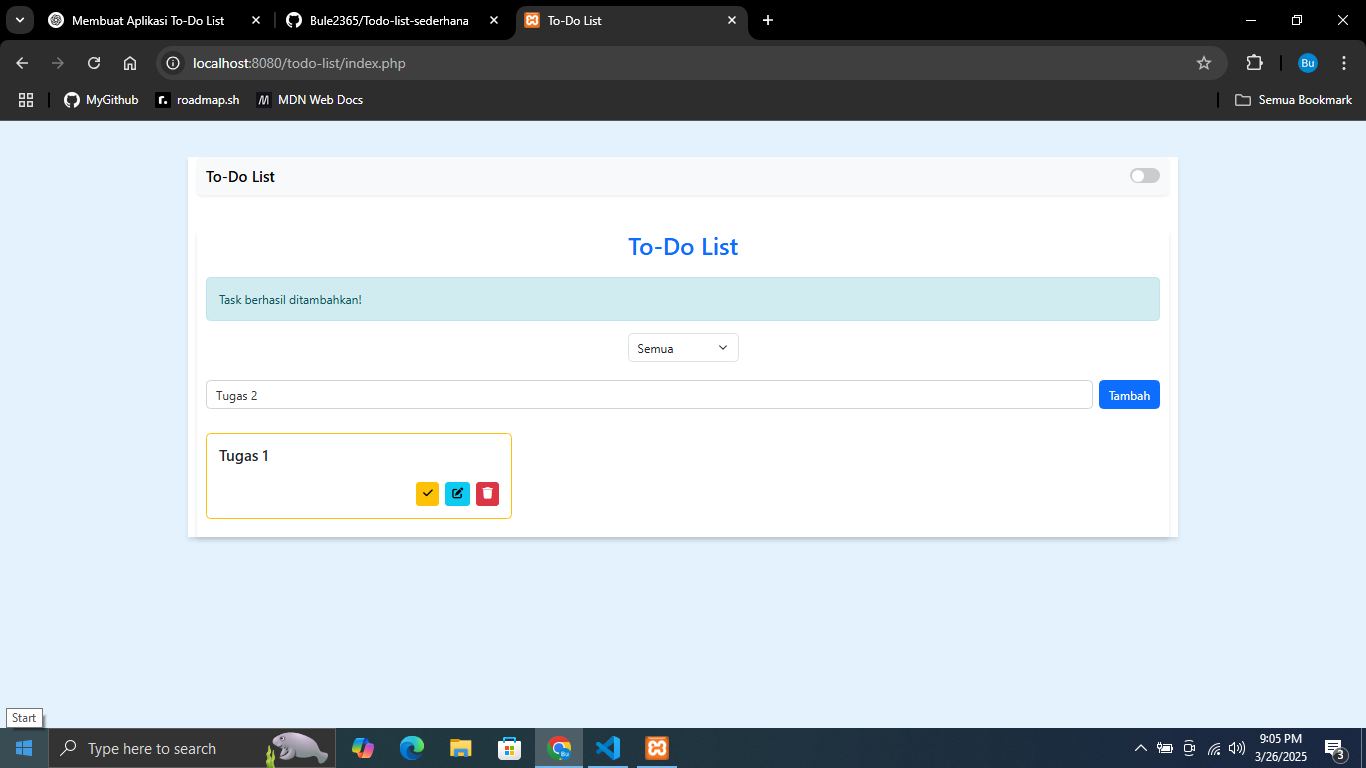 Membuat Aplikasi To-Do List
Bule2365/Todo-list-sederhana
To-Do List
localhost:8080/todo-list/index.php
Bu
MyGithub
roadmap.sh
MDN Web Docs
Semua Bookmark
To-Do List
To-Do List
Task berhasil ditambahkan!
Semua
Tugas 2
Tambah
Tugas 1
Start
Type here to search
9:05 PM
3/26/2025
3